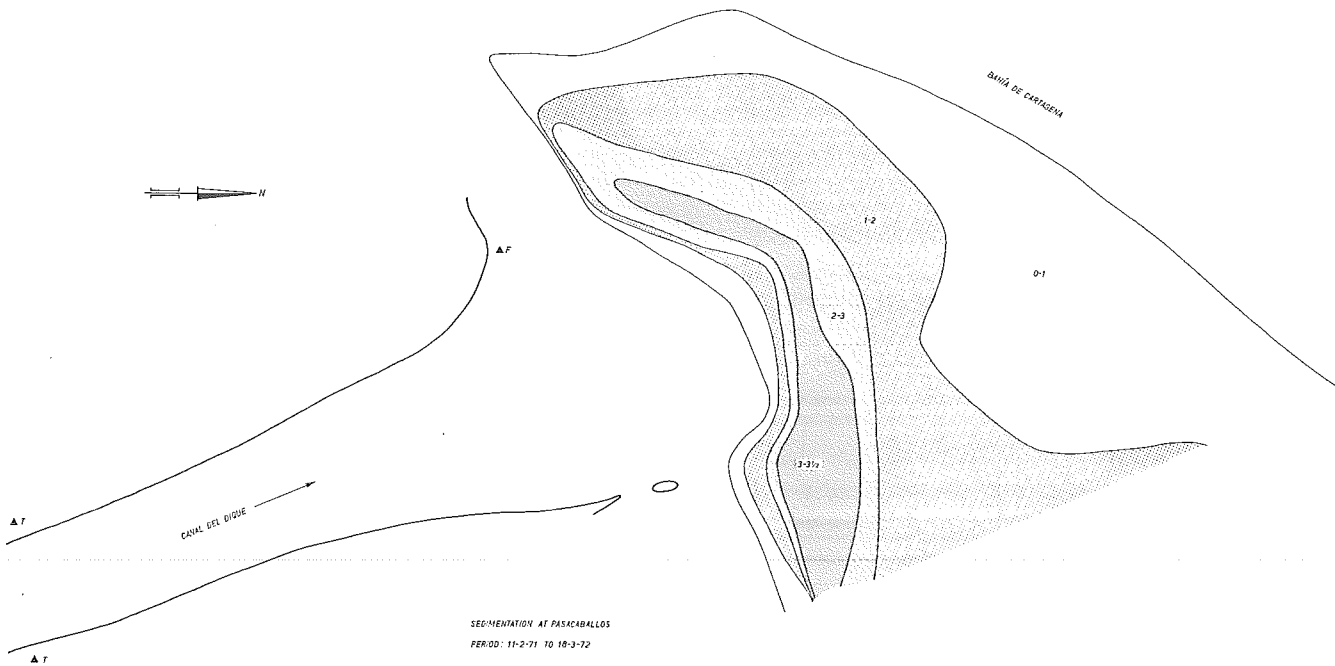 BAHÍA DE CARTAGENA
N
F
1-2
0-1
2-3
3-3½
CANAL DEL DIQUE
T
T
SEDIMENTATION AT PASACABALLOS
PERIOD: 11-2-71 TO 18-3-72